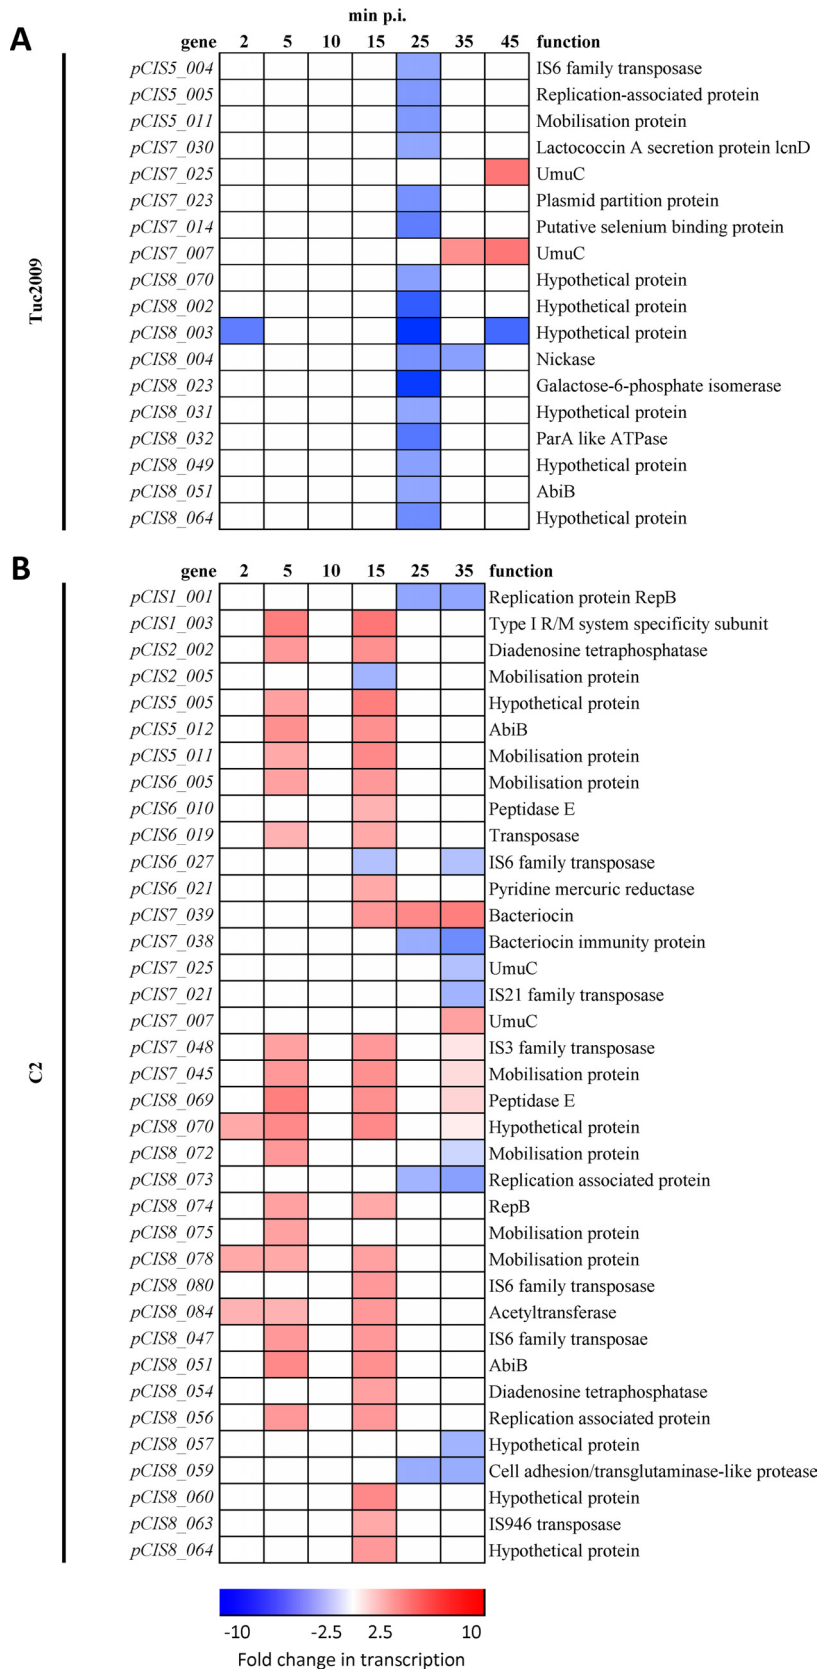 min p.i.
A
gene 2 5 10 15 25 35 45 function
Tuc2009
pCIS5_004 IS6 family transposase
pCIS5_005 Replication-associated protein
pCIS5_011 Mobilisation protein
pCIS7_030 Lactococcin A secretion protein lcnD
pCIS7_025 UmuC
pCIS7_023 Plasmid partition protein
pCIS7_014 Putative selenium binding protein
pCIS7_007 UmuC
pCIS8_070 Hypothetical protein
pCIS8_002 Hypothetical protein
pCIS8_003 Hypothetical protein
pCIS8_004 Nickase
pCIS8_023 Galactose-6-phosphate isomerase
pCIS8_031 Hypothetical protein
pCIS8_032 ParA like ATPase
pCIS8_049 Hypothetical protein
pCIS8_051 AbiB
pCIS8_064 Hypothetical protein
B
gene 2 5 10 15 25 35 function
C2
pCIS1_001 Replication protein RepB
pCIS1_003 Type I R/M system specificity subunit
pCIS2_002 Diadenosine tetraphosphatase
pCIS2_005 Mobilisation protein
pCIS5_005 Hypothetical protein
pCIS5_012 AbiB
pCIS5_011 Mobilisation protein
pCIS6_005 Mobilisation protein
pCIS6_010 Peptidase E
pCIS6_019 Transposase
pCIS6_027 IS6 family transposase
pCIS6_021 Pyridine mercuric reductase
pCIS7_039 Bacteriocin
pCIS7_038 Bacteriocin immunity protein
pCIS7_025 UmuC
pCIS7_021 IS21 family transposase
pCIS7_007 UmuC
pCIS7_048 IS3 family transposase
pCIS7_045 Mobilisation protein
pCIS8_069 Peptidase E
pCIS8_070 Hypothetical protein
pCIS8_072 Mobilisation protein
pCIS8_073 Replication associated protein
pCIS8_074 RepB
pCIS8_075 Mobilisation protein
pCIS8_078 Mobilisation protein
pCIS8_080 IS6 family transposase
pCIS8_084 Acetyltransferase
pCIS8_047 IS6 family transposae
pCIS8_051 AbiB
pCIS8_054 Diadenosine tetraphosphatase
pCIS8_056 Replication associated protein
pCIS8_057 Hypothetical protein
pCIS8_059 Cell adhesion/transglutaminase-like protease
pCIS8_060 Hypothetical protein
pCIS8_063 IS946 transposase
pCIS8_064 Hypothetical protein
-10 -2.5 2.5 10
Fold change in transcription